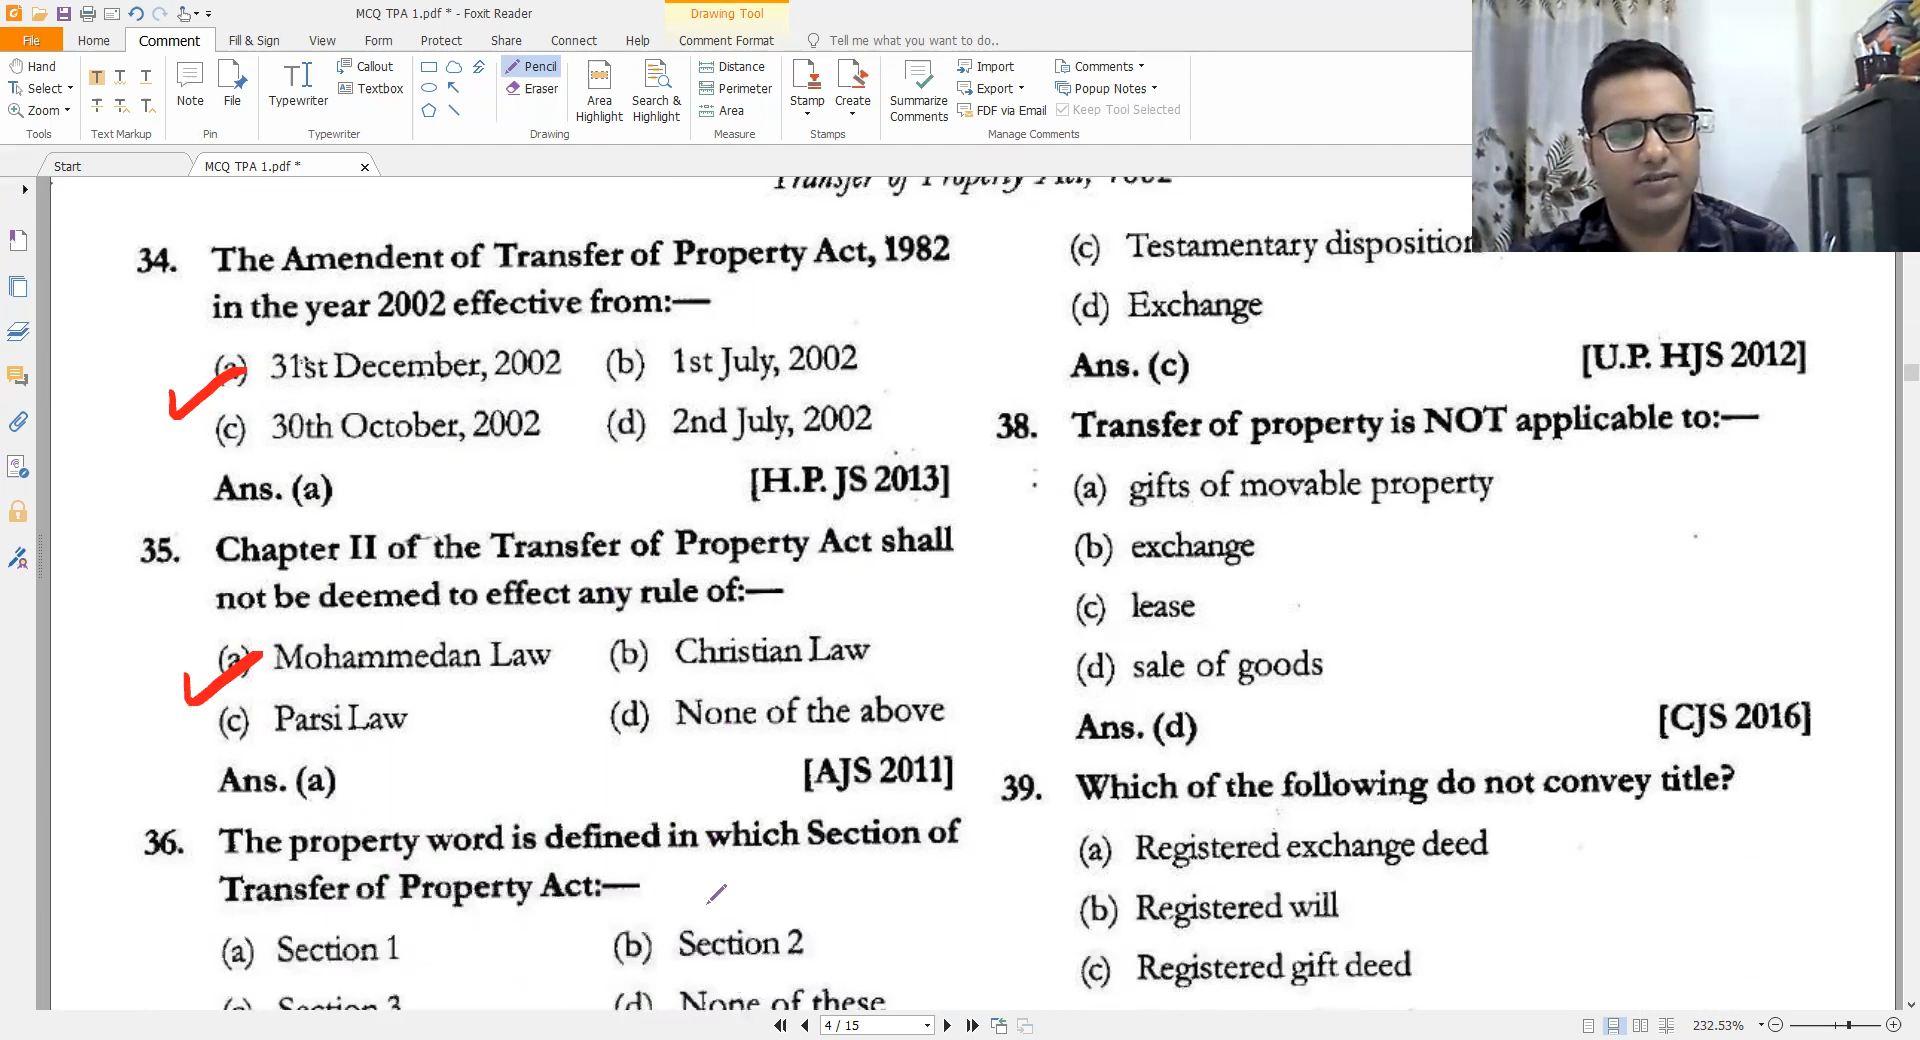 MCQ TPA 1.pdf * - Foxit Reader
Drawing Tool
File Home Comment Fill & Sign View Form Protect Share Connect Help Comment Format Tell me what you want to do..
Hand
Select
Zoom
Tools
Text Markup
Note
File
Pin
Typewriter
Callout
Textbox
Typewriter
Pencil
Eraser
Drawing
Area Highlight
Search & Highlight
Distance
Perimeter
Area
Measure
Stamp
Create
Stamps
Summarize Comments
Import
Export
FDF via Email
Comments
Popup Notes
Keep Tool Selected
Manage Comments
Start
MCQ TPA 1.pdf *
34. The Amendent of Transfer of Property Act, 1982
in the year 2002 effective from:—
(a) 31st December, 2002 (b) 1st July, 2002
(c) 30th October, 2002 (d) 2nd July, 2002
Ans. (a) [H.P. JS 2013]
35. Chapter II of the Transfer of Property Act shall
not be deemed to effect any rule of:—
(a) Mohammedan Law (b) Christian Law
(c) Parsi Law (d) None of the above
Ans. (a) [AJS 2011]
36. The property word is defined in which Section of
Transfer of Property Act:—
(a) Section 1 (b) Section 2
Section 3 (d) None of these
(c) Testamentary disposition
(d) Exchange
Ans. (c) [U.P. HJS 2012]
38. Transfer of property is NOT applicable to:—
(a) gifts of movable property
(b) exchange
(c) lease
(d) sale of goods
Ans. (d) [CJS 2016]
39. Which of the following do not convey title?
(a) Registered exchange deed
(b) Registered will
(c) Registered gift deed
4 / 15
232.53%